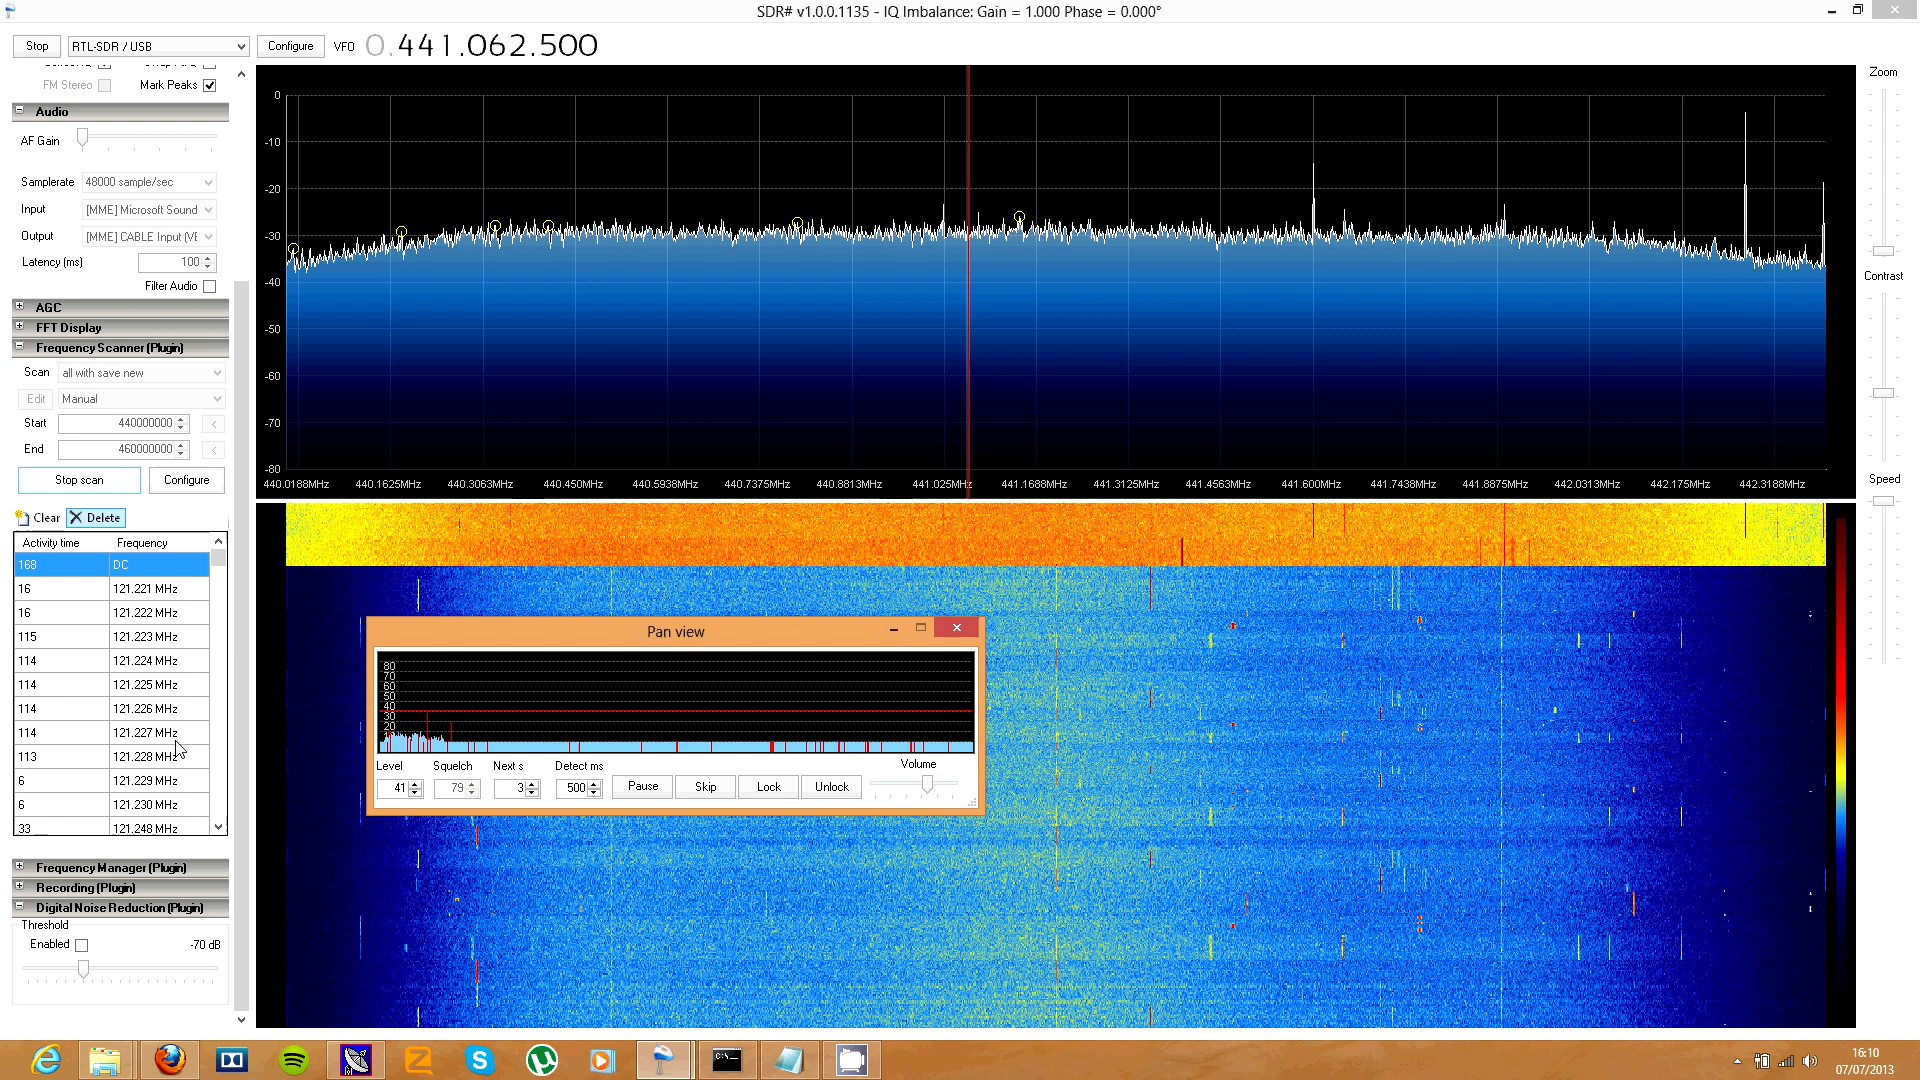 SDR# v1.0.0.1135 - IQ Imbalance: Gain = 1.000 Phase = 0.000°
Stop RTL-SDR / USB Configure VFO 0.441.062.500
FM Stereo Mark Peaks
Audio
AF Gain
Samplerate 48000 sample/sec
Input [MME] Microsoft Sound
Output [MME] CABLE Input (VE
Latency (ms) 100
Filter Audio
AGC
FFT Display
Frequency Scanner (Plugin)
Scan all with save new
Edit Manual
Start 440000000 <
End 460000000 <
Stop scan Configure
Clear Delete
Activity time Frequency
168 DC
16 121.221 MHz
16 121.222 MHz
115 121.223 MHz
114 121.224 MHz
114 121.225 MHz
114 121.226 MHz
114 121.227 MHz
113 121.228 MHz
6 121.229 MHz
6 121.230 MHz
33 121.248 MHz
Frequency Manager (Plugin)
Recording (Plugin)
Digital Noise Reduction (Plugin)
Threshold
Enabled -70 dB
0
-10
-20
-30
-40
-50
-60
-70
-80
440.0188MHz 440.1625MHz 440.3063MHz 440.450MHz 440.5938MHz 440.7375MHz 440.8813MHz 441.025MHz 441.1688MHz 441.3125MHz 441.4563MHz 441.600MHz 441.7438MHz 441.8875MHz 442.0313MHz 442.175MHz 442.3188MHz
Zoom
Contrast
Speed
Pan view
80
70
60
50
40
30
20
Level Squelch Next s Detect ms Volume
41 79 3 500 Pause Skip Lock Unlock
C:\
16:10
07/07/2013